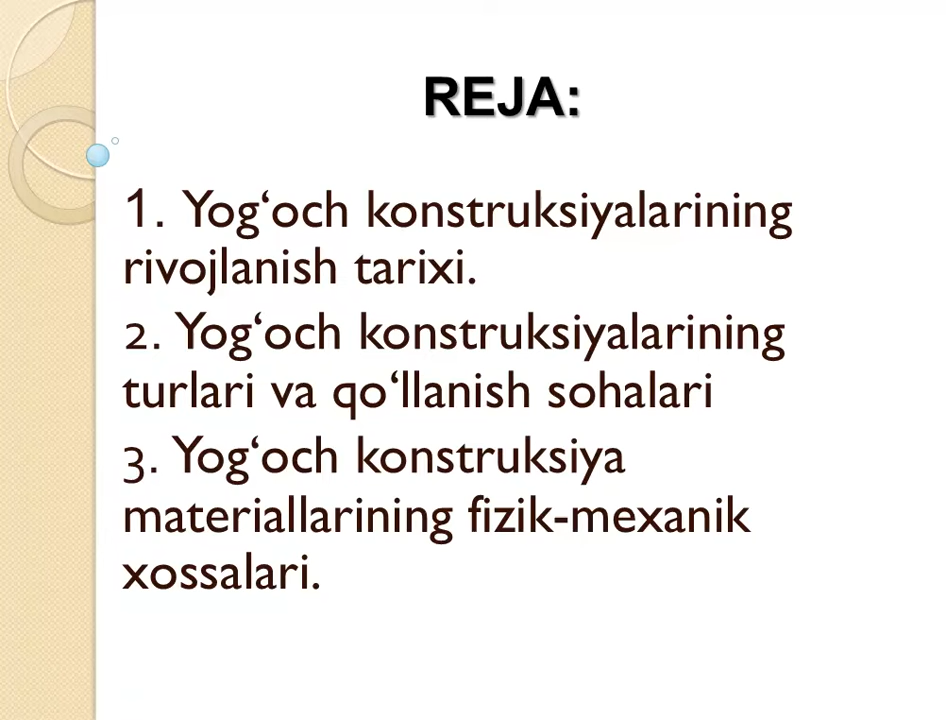 REJA:
1. Yog‘och konstruksiyalarining
rivojlanish tarixi.
2. Yog‘och konstruksiyalarining
turlari va qo‘llanish sohalari
3. Yog‘och konstruksiya
materiallarining fizik-mexanik
xossalari.